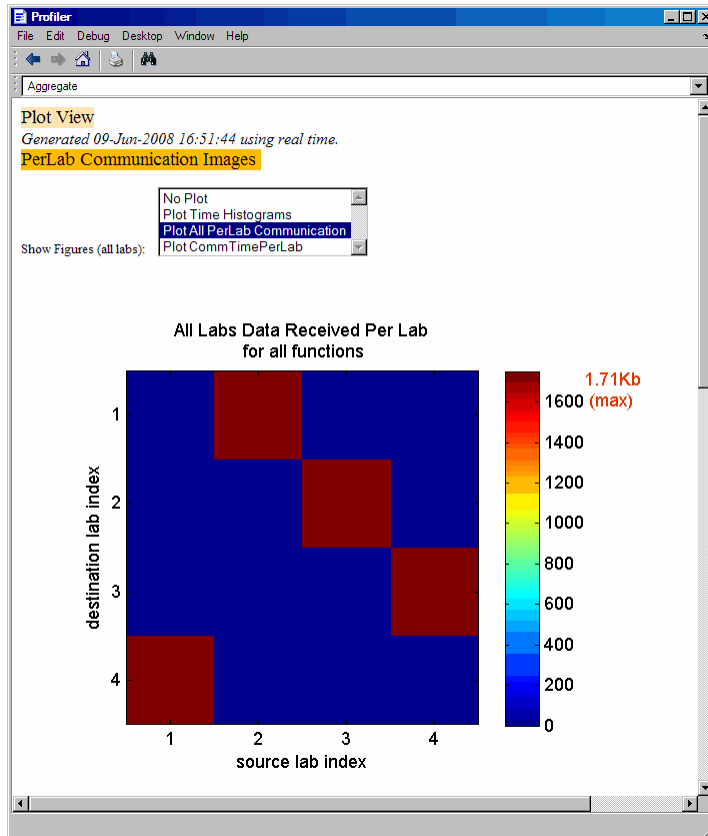 Profiler
File Edit Debug Desktop Window Help
Aggregate
Plot View
Generated 09-Jun-2008 16:51:44 using real time.
PerLab Communication Images
No Plot
Plot Time Histograms
Plot All PerLab Communication
Show Figures (all labs): Plot CommTimePerLab
All Labs Data Received Per Lab
for all functions
1.71Kb
(max)
1600
1400
1200
1000
800
600
400
200
0
destination lab index
1
2
3
4
1 2 3 4
source lab index